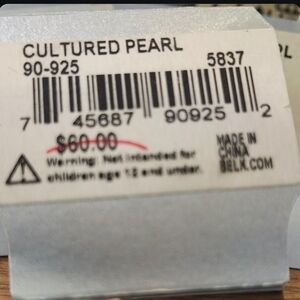 CULTURED PEARL
90-925 5837
7 45687 90925 2
$60.00
MADE IN
CHINA
BELK.COM
Warning: Not intended for
children age 12 and under.